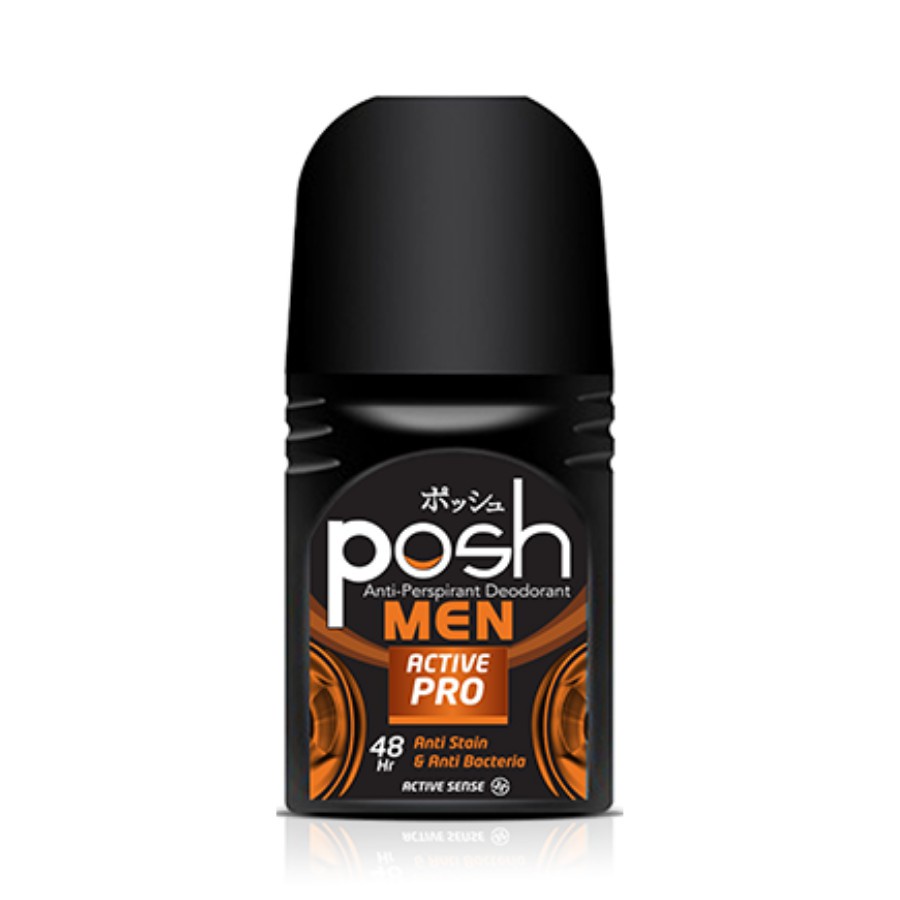 ポッシュ
posh
Anti-Perspirant Deodorant
MEN
ACTIVE
PRO
48
Hr
Anti Stain
& Anti Bacteria
ACTIVE SENSE